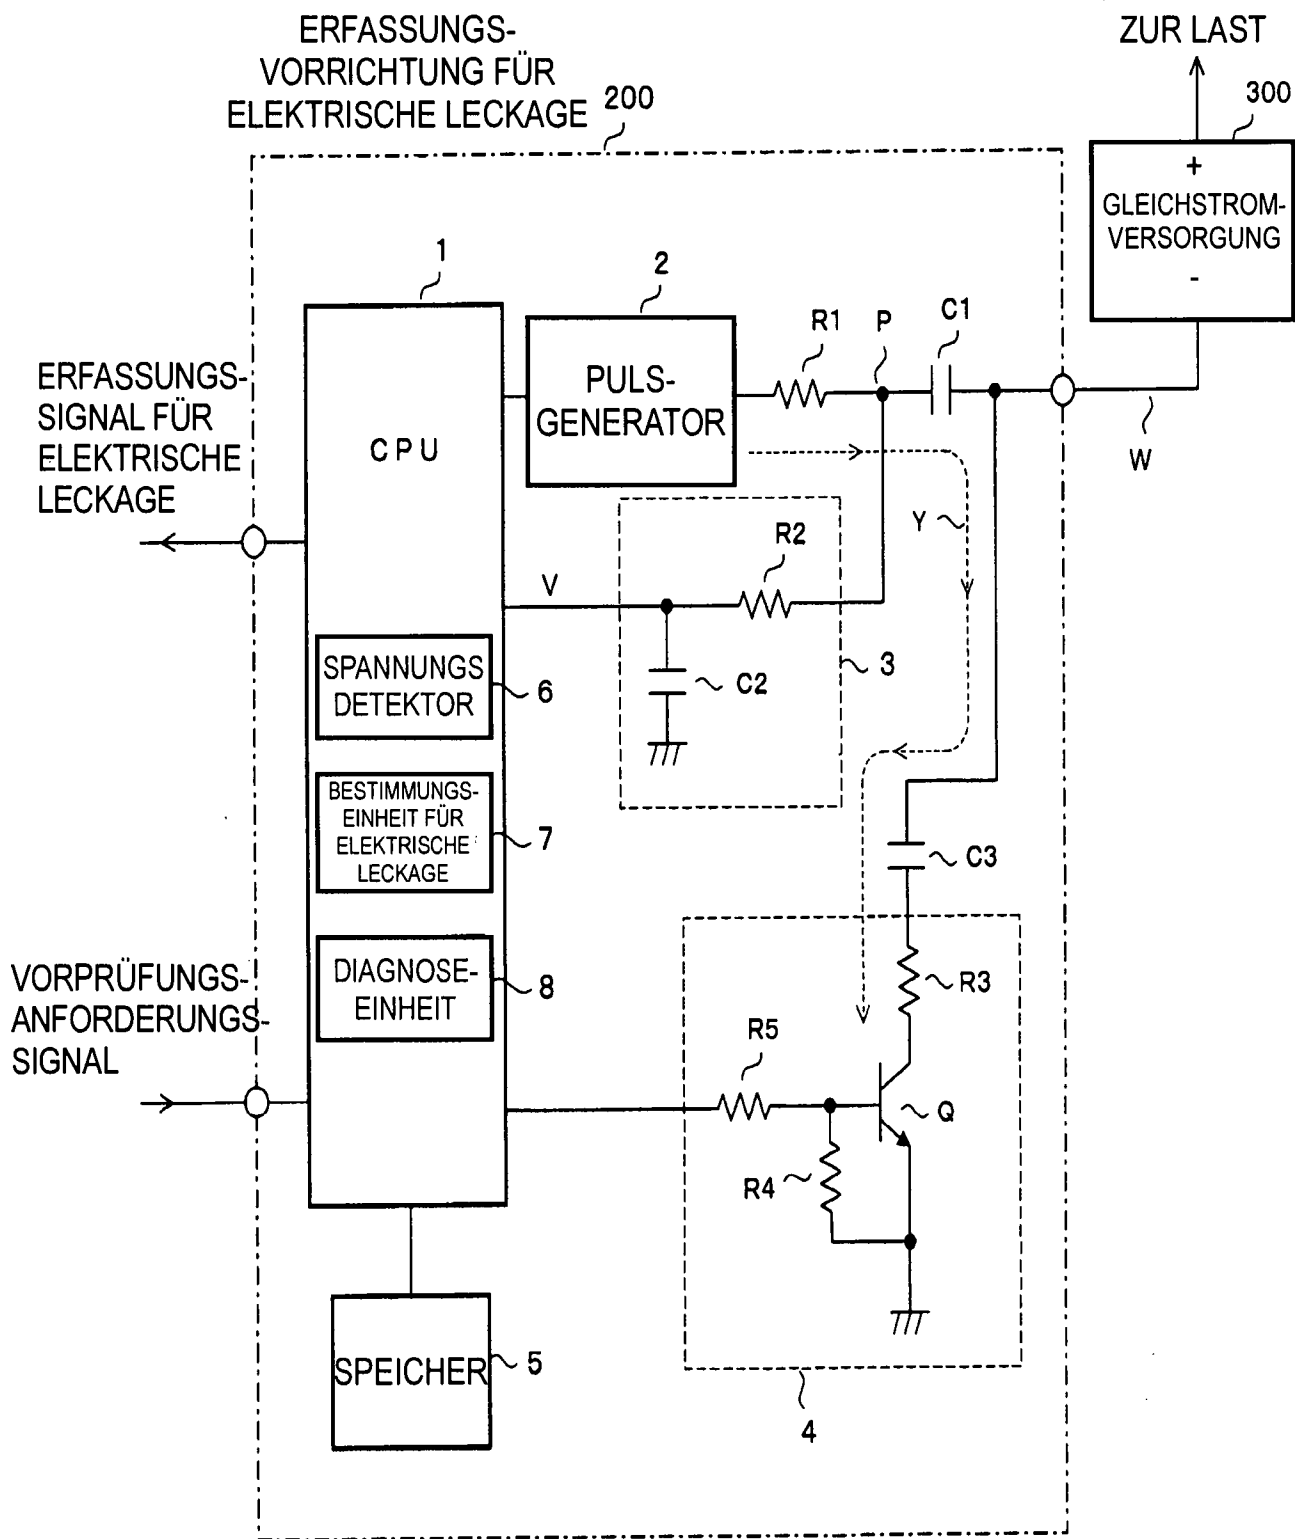 ERFASSUNGS-
VORRICHTUNG FÜR
ELEKTRISCHE LECKAGE
200
ZUR LAST
300
+
GLEICHSTROM-
VERSORGUNG
-
1
2
R1
P
C1
ERFASSUNGS-
SIGNAL FÜR
ELEKTRISCHE
LECKAGE
CPU
PULS-
GENERATOR
W
Y
R2
V
3
C2
SPANNUNGS
DETEKTOR
6
BESTIMMUNGS-
EINHEIT FÜR
ELEKTRISCHE
LECKAGE
7
C3
VORPRÜFUNGS-
ANFORDERUNGS-
SIGNAL
DIAGNOSE-
EINHEIT
8
R3
R5
Q
R4
SPEICHER
5
4